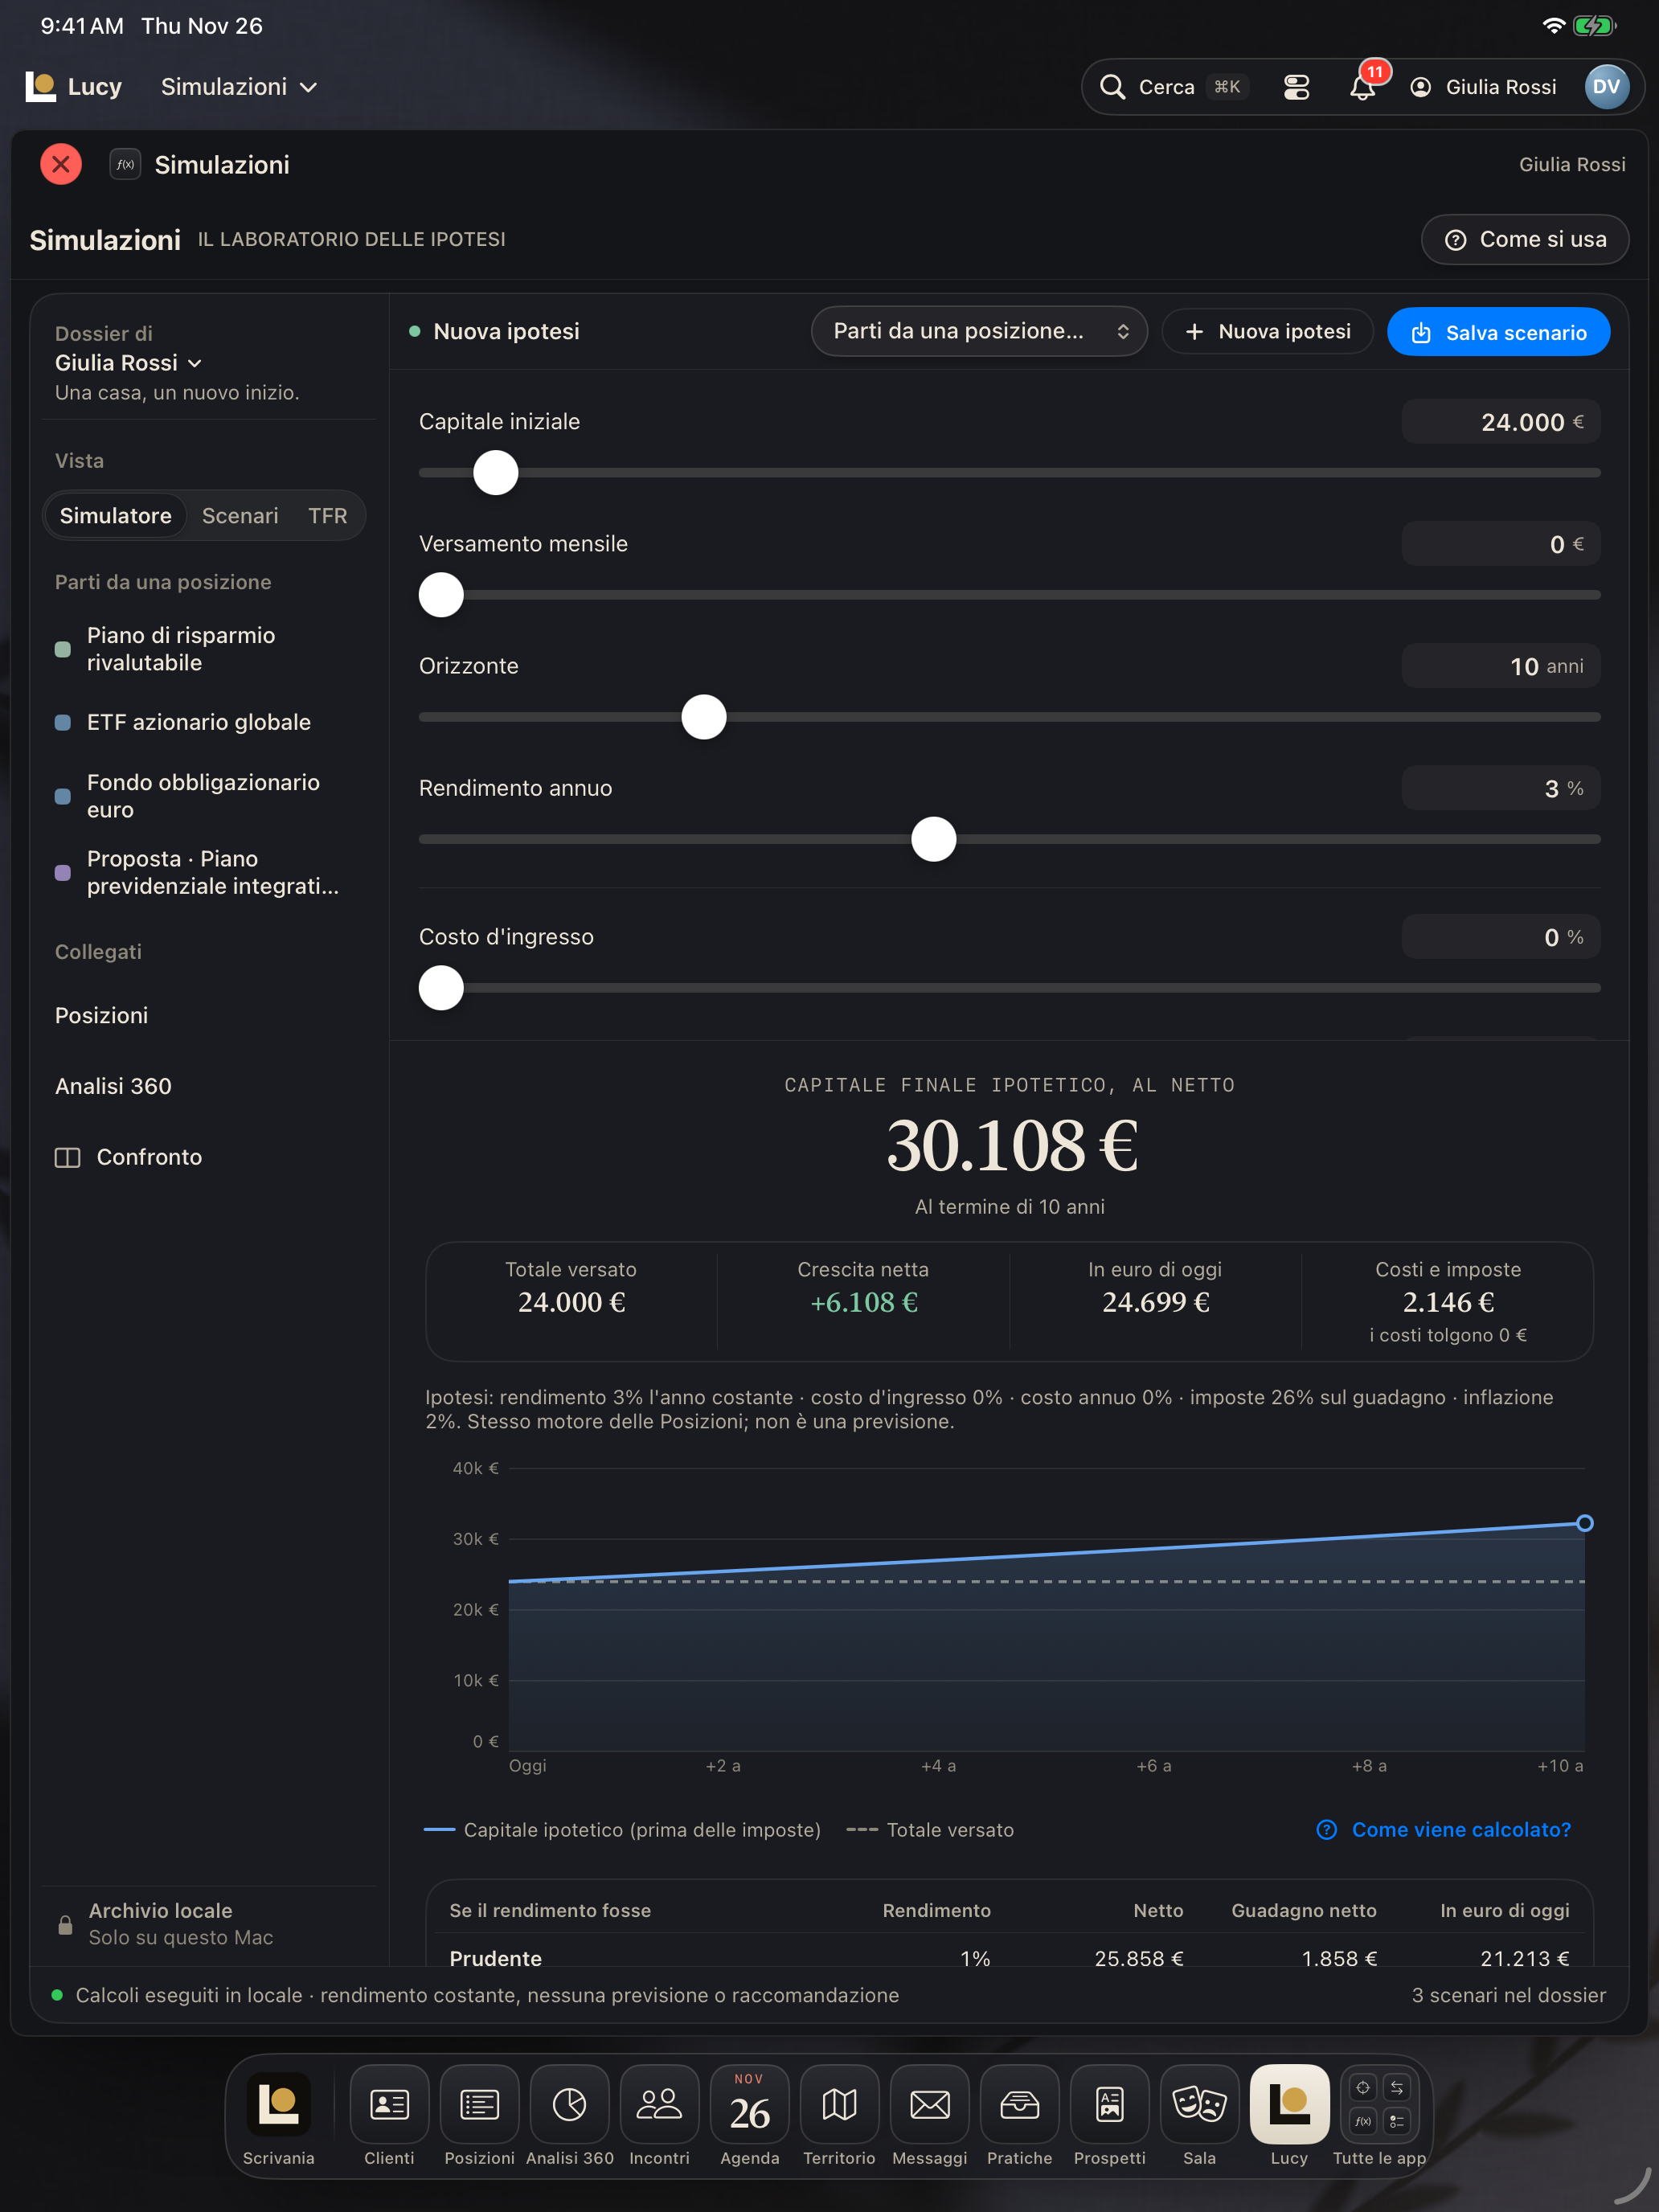 9:41 AM Thu Nov 26
Lucy Simulazioni Cerca ⌘K 11 Giulia Rossi DV
f(x) Simulazioni Giulia Rossi
Simulazioni IL LABORATORIO DELLE IPOTESI Come si usa
Dossier di
Giulia Rossi
Una casa, un nuovo inizio.
Vista
Simulatore Scenari TFR
Parti da una posizione
Piano di risparmio
rivalutabile
ETF azionario globale
Fondo obbligazionario
euro
Proposta · Piano
previdenziale integrati...
Collegati
Posizioni
Analisi 360
Confronto
Archivio locale
Solo su questo Mac
Nuova ipotesi Parti da una posizione... + Nuova ipotesi Salva scenario
Capitale iniziale 24.000 €
Versamento mensile 0 €
Orizzonte 10 anni
Rendimento annuo 3 %
Costo d'ingresso 0 %
CAPITALE FINALE IPOTETICO, AL NETTO
30.108 €
Al termine di 10 anni
Totale versato Crescita netta In euro di oggi Costi e imposte
24.000 € +6.108 € 24.699 € 2.146 €
i costi tolgono 0 €
Ipotesi: rendimento 3% l'anno costante · costo d'ingresso 0% · costo annuo 0% · imposte 26% sul guadagno · inflazione
2%. Stesso motore delle Posizioni; non è una previsione.
40k €
30k €
20k €
10k €
0 €
Oggi +2 a +4 a +6 a +8 a +10 a
Capitale ipotetico (prima delle imposte) Totale versato Come viene calcolato?
Se il rendimento fosse Rendimento Netto Guadagno netto In euro di oggi
Prudente 1% 25.858 € 1.858 € 21.213 €
Calcoli eseguiti in locale · rendimento costante, nessuna previsione o raccomandazione 3 scenari nel dossier
NOV
26
f(x)
Scrivania Clienti Posizioni Analisi 360 Incontri Agenda Territorio Messaggi Pratiche Prospetti Sala Lucy Tutte le app